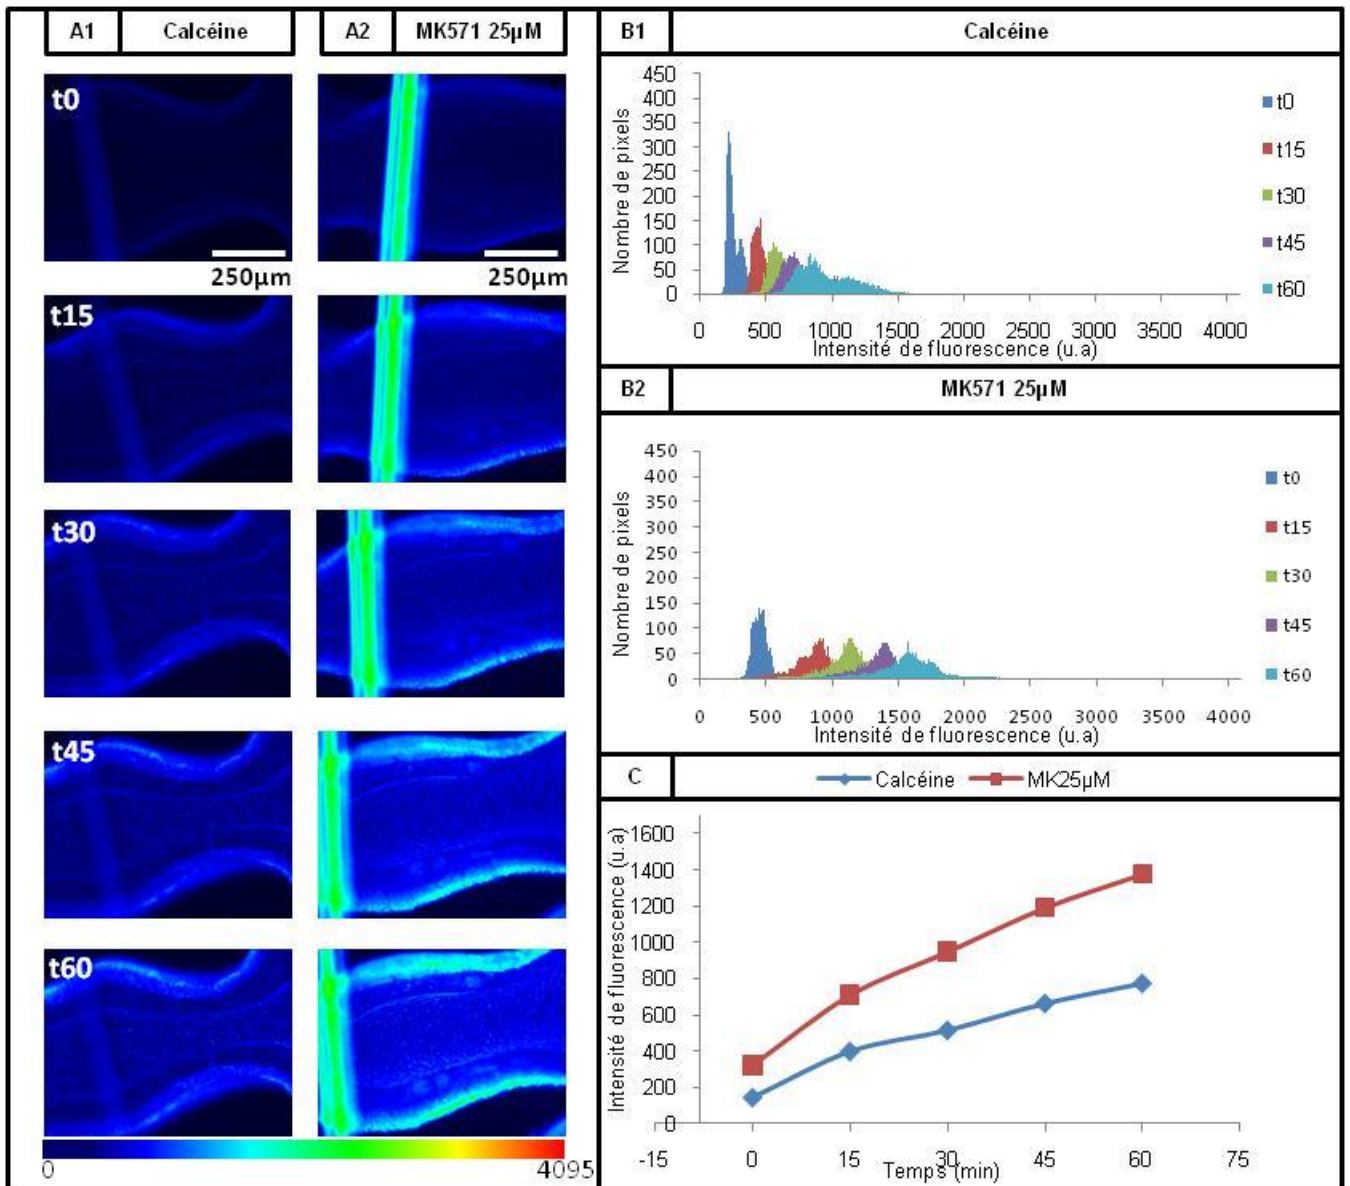 A1 Calcéine
A2 MK571 25µM
t0
250µm
250µm
t15
t30
t45
t60
0 4095
B1 Calcéine
450
400
350
300
250
200
150
100
50
0
Nombre de pixels
0 500 1000 1500 2000 2500 3000 3500 4000
Intensité de fluorescence (u.a)
t0
t15
t30
t45
t60
B2 MK571 25µM
450
400
350
300
250
200
150
100
50
0
Nombre de pixels
0 500 1000 1500 2000 2500 3000 3500 4000
Intensité de fluorescence (u.a)
t0
t15
t30
t45
t60
C Calcéine MK25µM
1600
1400
1200
1000
800
600
400
200
0
Intensité de fluorescence (u.a)
-15 0 15 30 45 60 75
Temps (min)